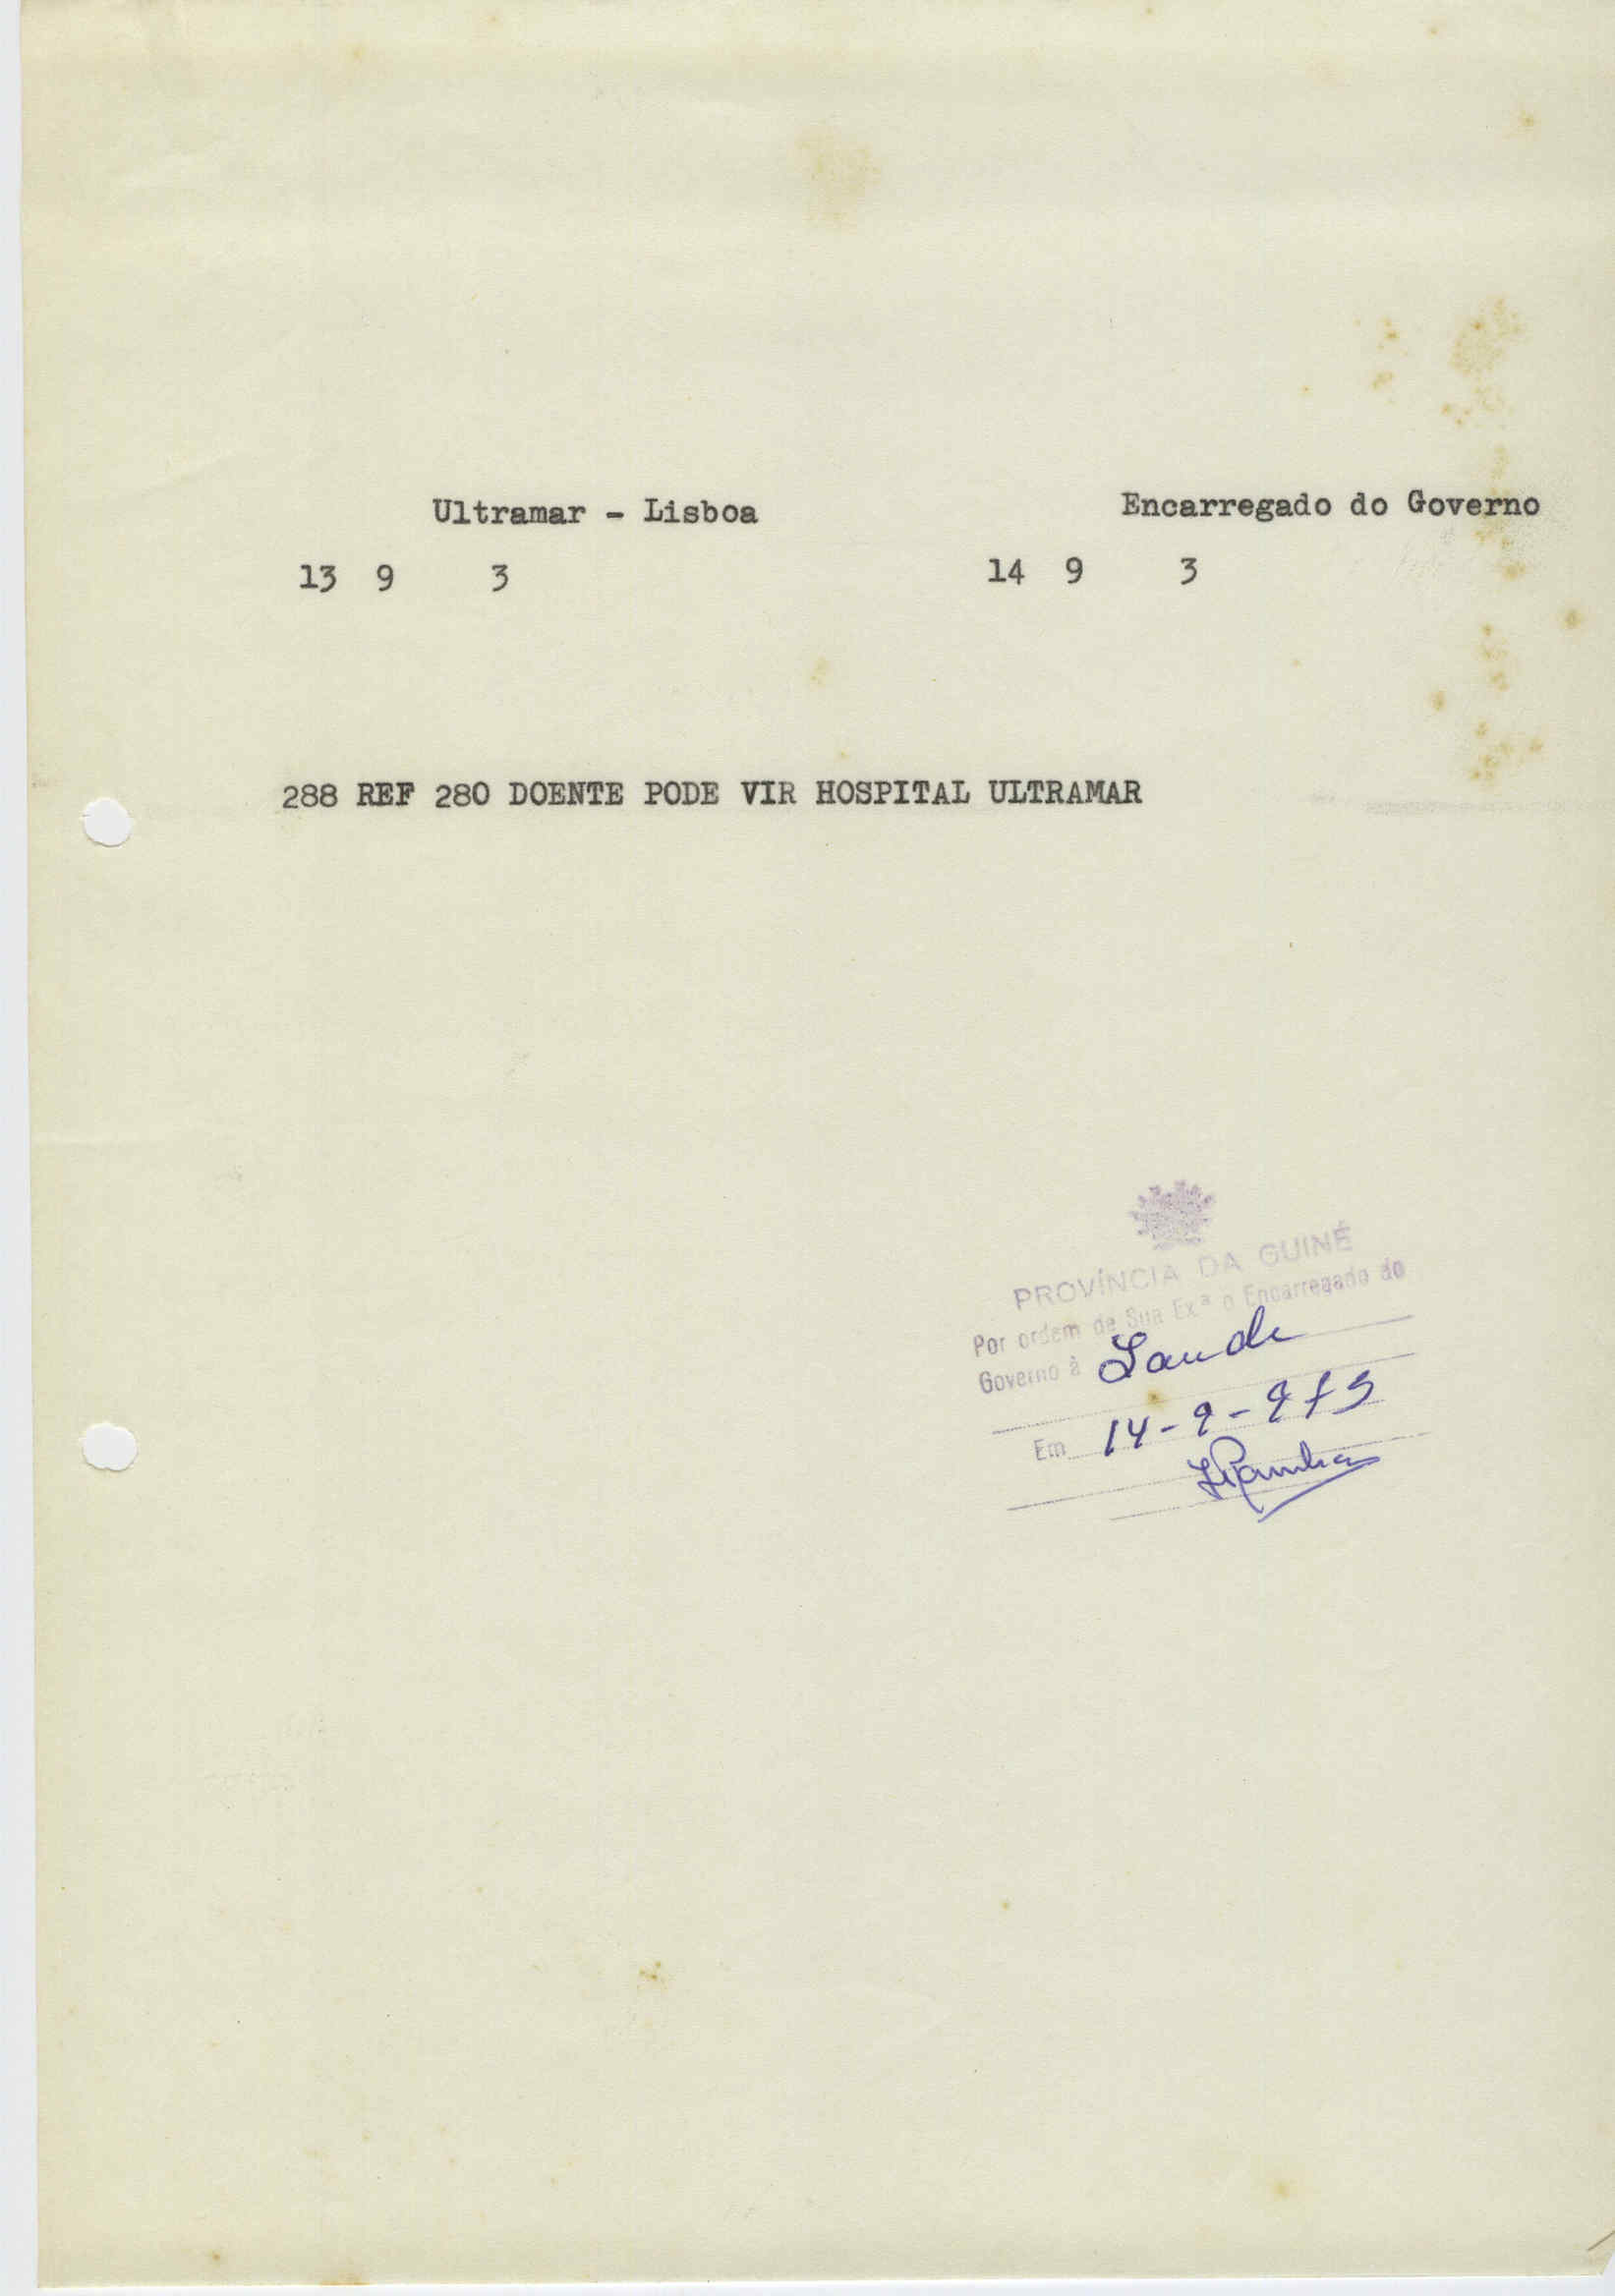 Ultramar - Lisboa
Encarregado do Governo
13 9 3
14 9 3
288 REF 280 DOENTE PODE VIR HOSPITAL ULTRAMAR
PROVÍNCIA DA GUINÉ
Por ordem de Sua Ex.ª o Encarregado do
Governo à Saude
Em 14-9-973